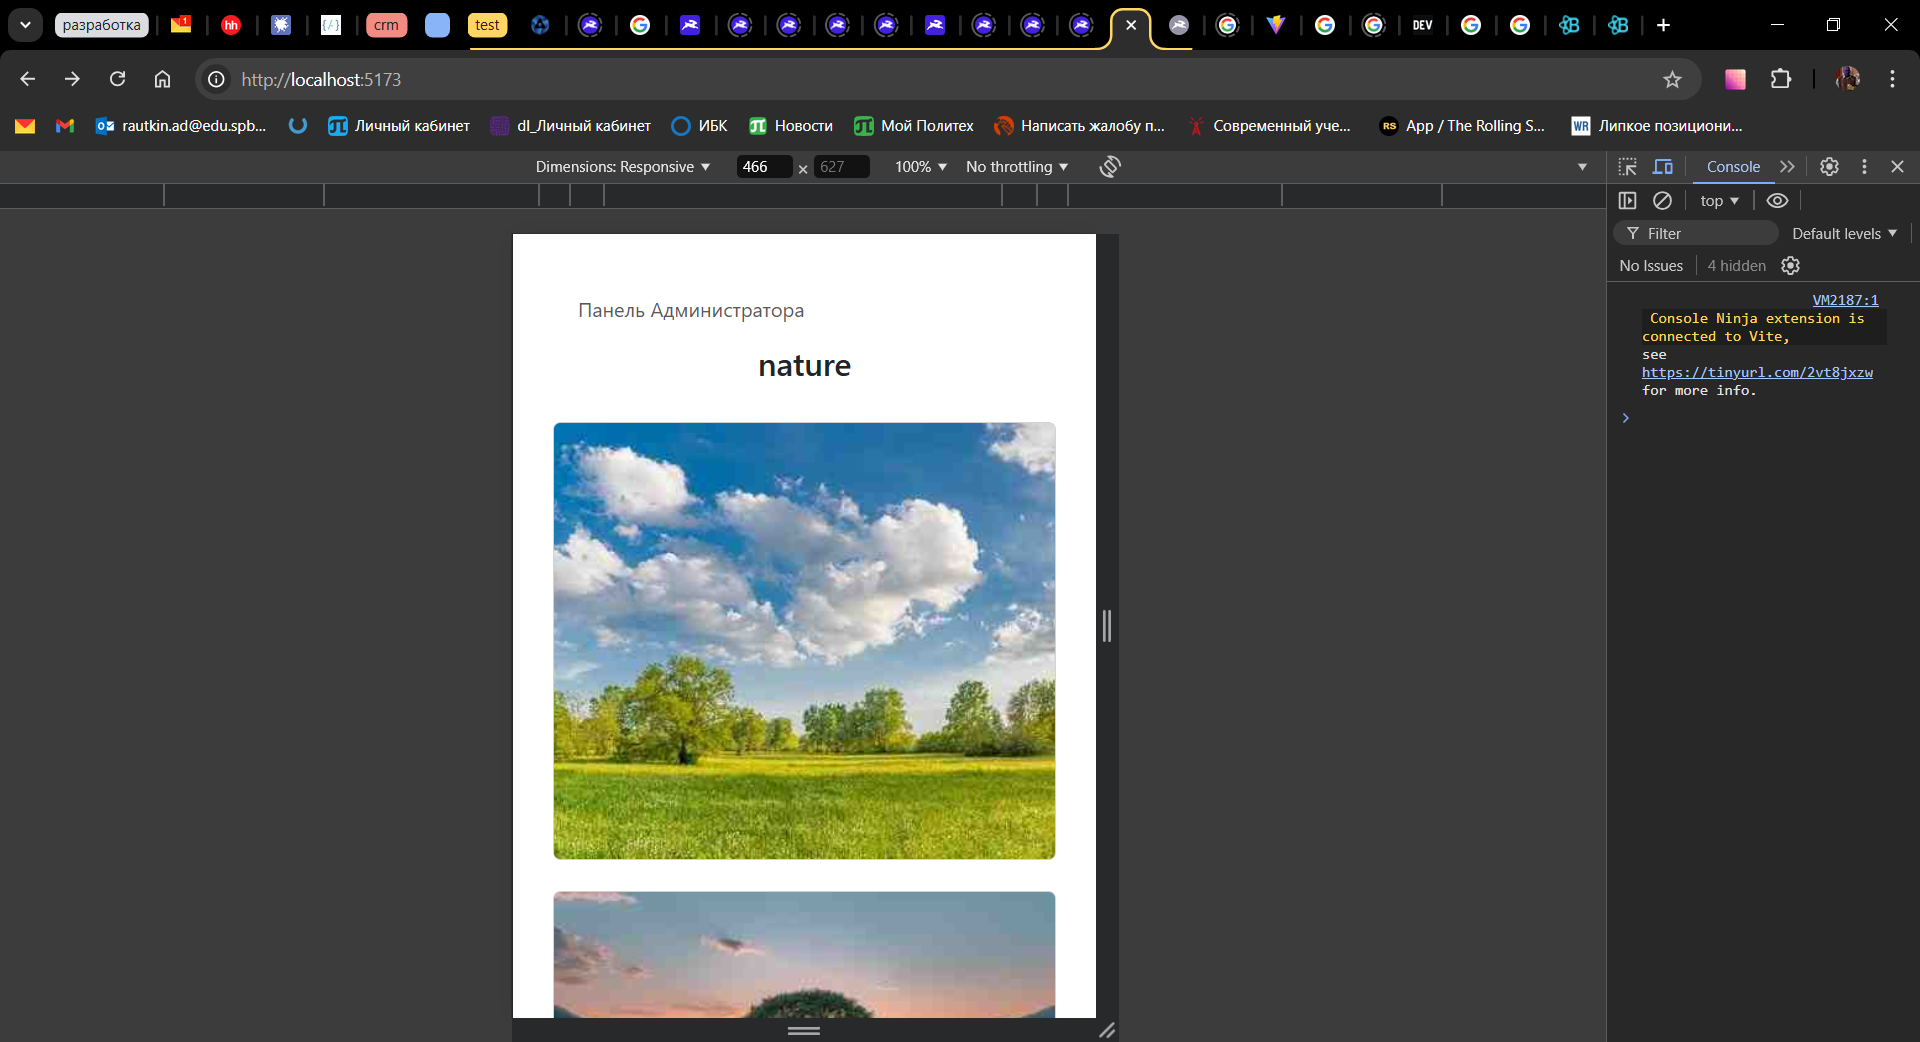 разработка
1
hh
{/}
crm
test
DEV
http://localhost:5173
rautkin.ad@edu.spb...
Личный кабинет
dl_Личный кабинет
ИБК
Новости
Мой Политех
Написать жалобу п...
Современный уче...
RS
App / The Rolling S...
WR
Липкое позициони...
Dimensions: Responsive
466
×
627
100%
No throttling
Console
top
Filter
Default levels
No Issues
4 hidden
VM2187:1
Console Ninja extension is
connected to Vite,
see
https://tinyurl.com/2vt8jxzw
for more info.
Панель Администратора
nature